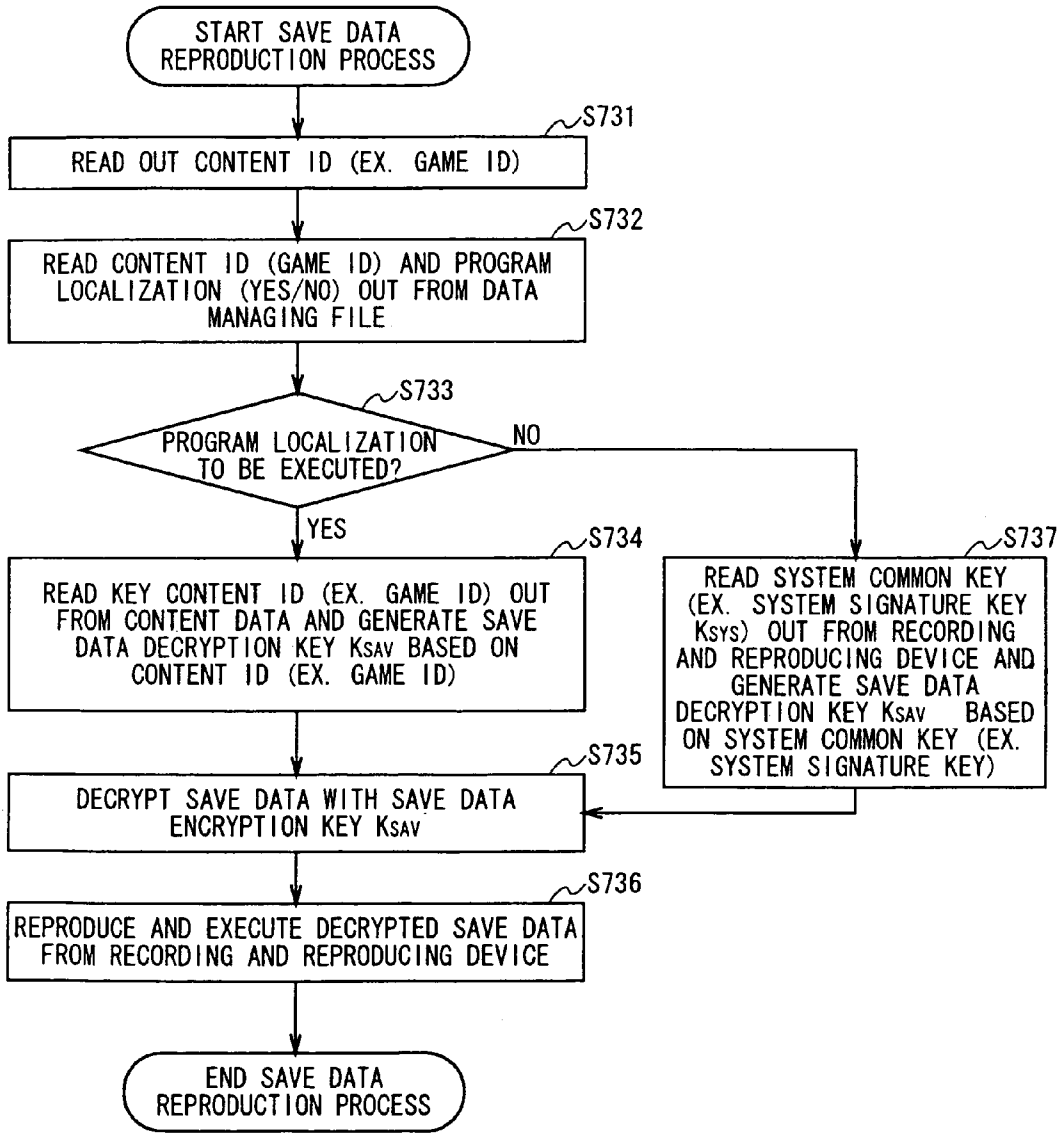 START SAVE DATA
REPRODUCTION PROCESS
S731
READ OUT CONTENT ID (EX. GAME ID)
S732
READ CONTENT ID (GAME ID) AND PROGRAM
LOCALIZATION (YES/NO) OUT FROM DATA
MANAGING FILE
S733
PROGRAM LOCALIZATION
TO BE EXECUTED?
NO
YES
S734
READ KEY CONTENT ID (EX. GAME ID) OUT
FROM CONTENT DATA AND GENERATE SAVE
DATA DECRYPTION KEY KSAV BASED ON
CONTENT ID (EX. GAME ID)
S737
READ SYSTEM COMMON KEY
(EX. SYSTEM SIGNATURE KEY
KSYS) OUT FROM RECORDING
AND REPRODUCING DEVICE AND
GENERATE SAVE DATA
DECRYPTION KEY KSAV BASED
ON SYSTEM COMMON KEY (EX.
SYSTEM SIGNATURE KEY)
S735
DECRYPT SAVE DATA WITH SAVE DATA
ENCRYPTION KEY KSAV
S736
REPRODUCE AND EXECUTE DECRYPTED SAVE DATA
FROM RECORDING AND REPRODUCING DEVICE
END SAVE DATA
REPRODUCTION PROCESS